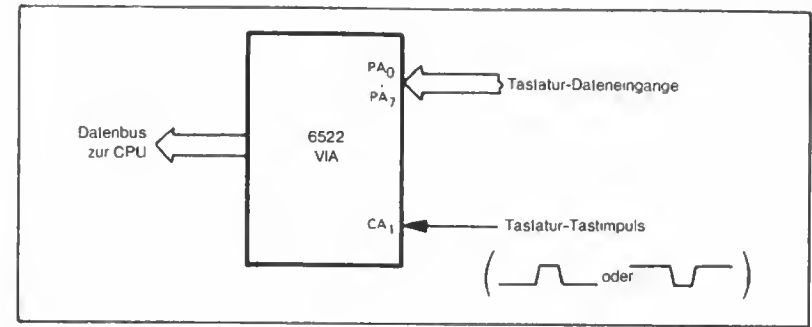 PA0
.
PA7
Tastatur-Dateneingänge
Datenbus
zur CPU
6522
VIA
CA1
Tastatur-Tastimpuls
( oder )